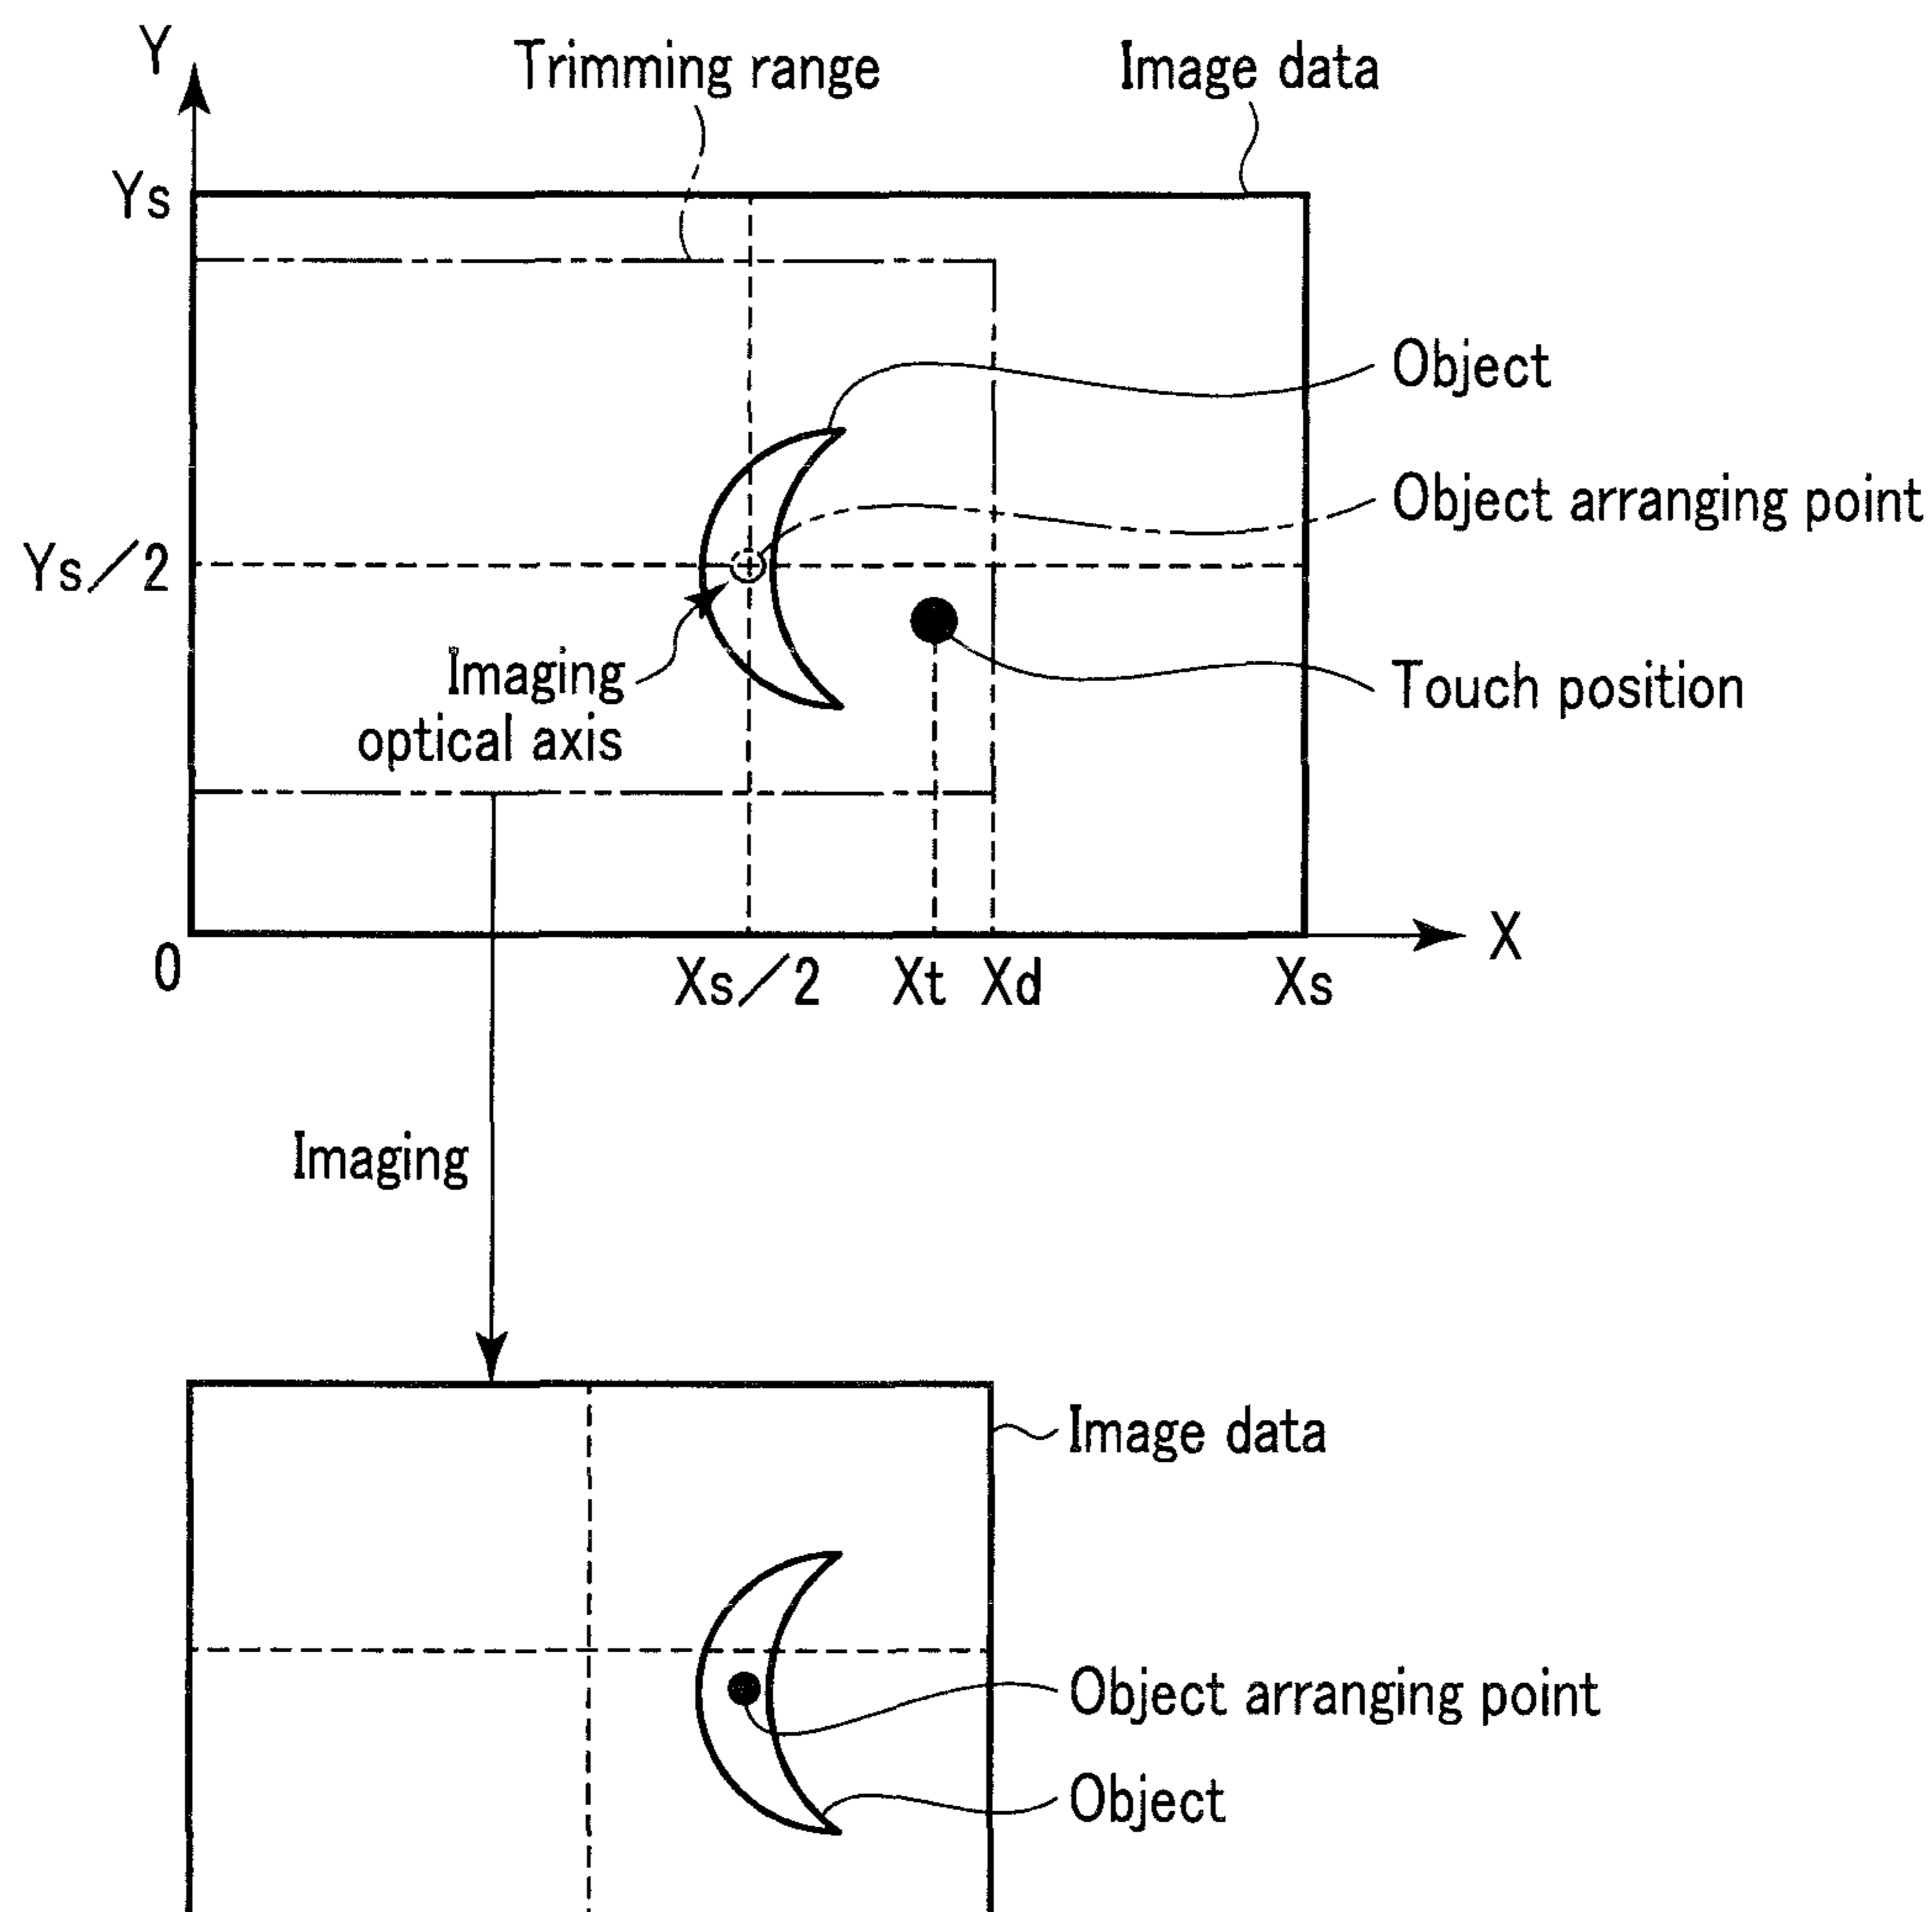 Y
Trimming range
Image data
Ys
Object
Object arranging point
Ys/2
Imaging
optical axis
Touch position
0
Xs/2
Xt
Xd
Xs
X
Imaging
Image data
Object arranging point
Object